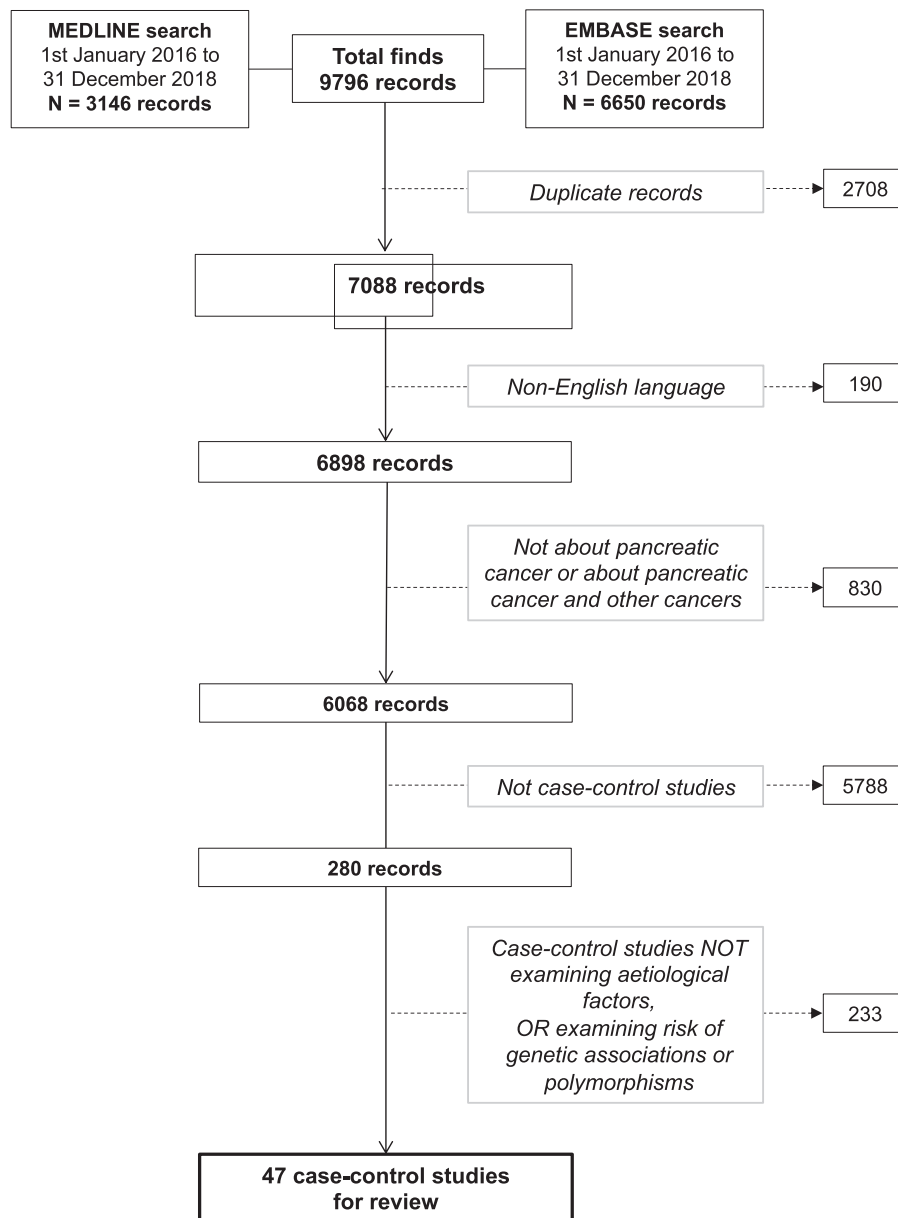 MEDLINE search
1st January 2016 to
31 December 2018
N = 3146 records
Total finds
9796 records
EMBASE search
1st January 2016 to
31 December 2018
N = 6650 records
Duplicate records
2708
7088 records
Non-English language
190
6898 records
Not about pancreatic
cancer or about pancreatic
cancer and other cancers
830
6068 records
Not case-control studies
5788
280 records
Case-control studies NOT
examining aetiological
factors,
OR examining risk of
genetic associations or
polymorphisms
233
47 case-control studies
for review